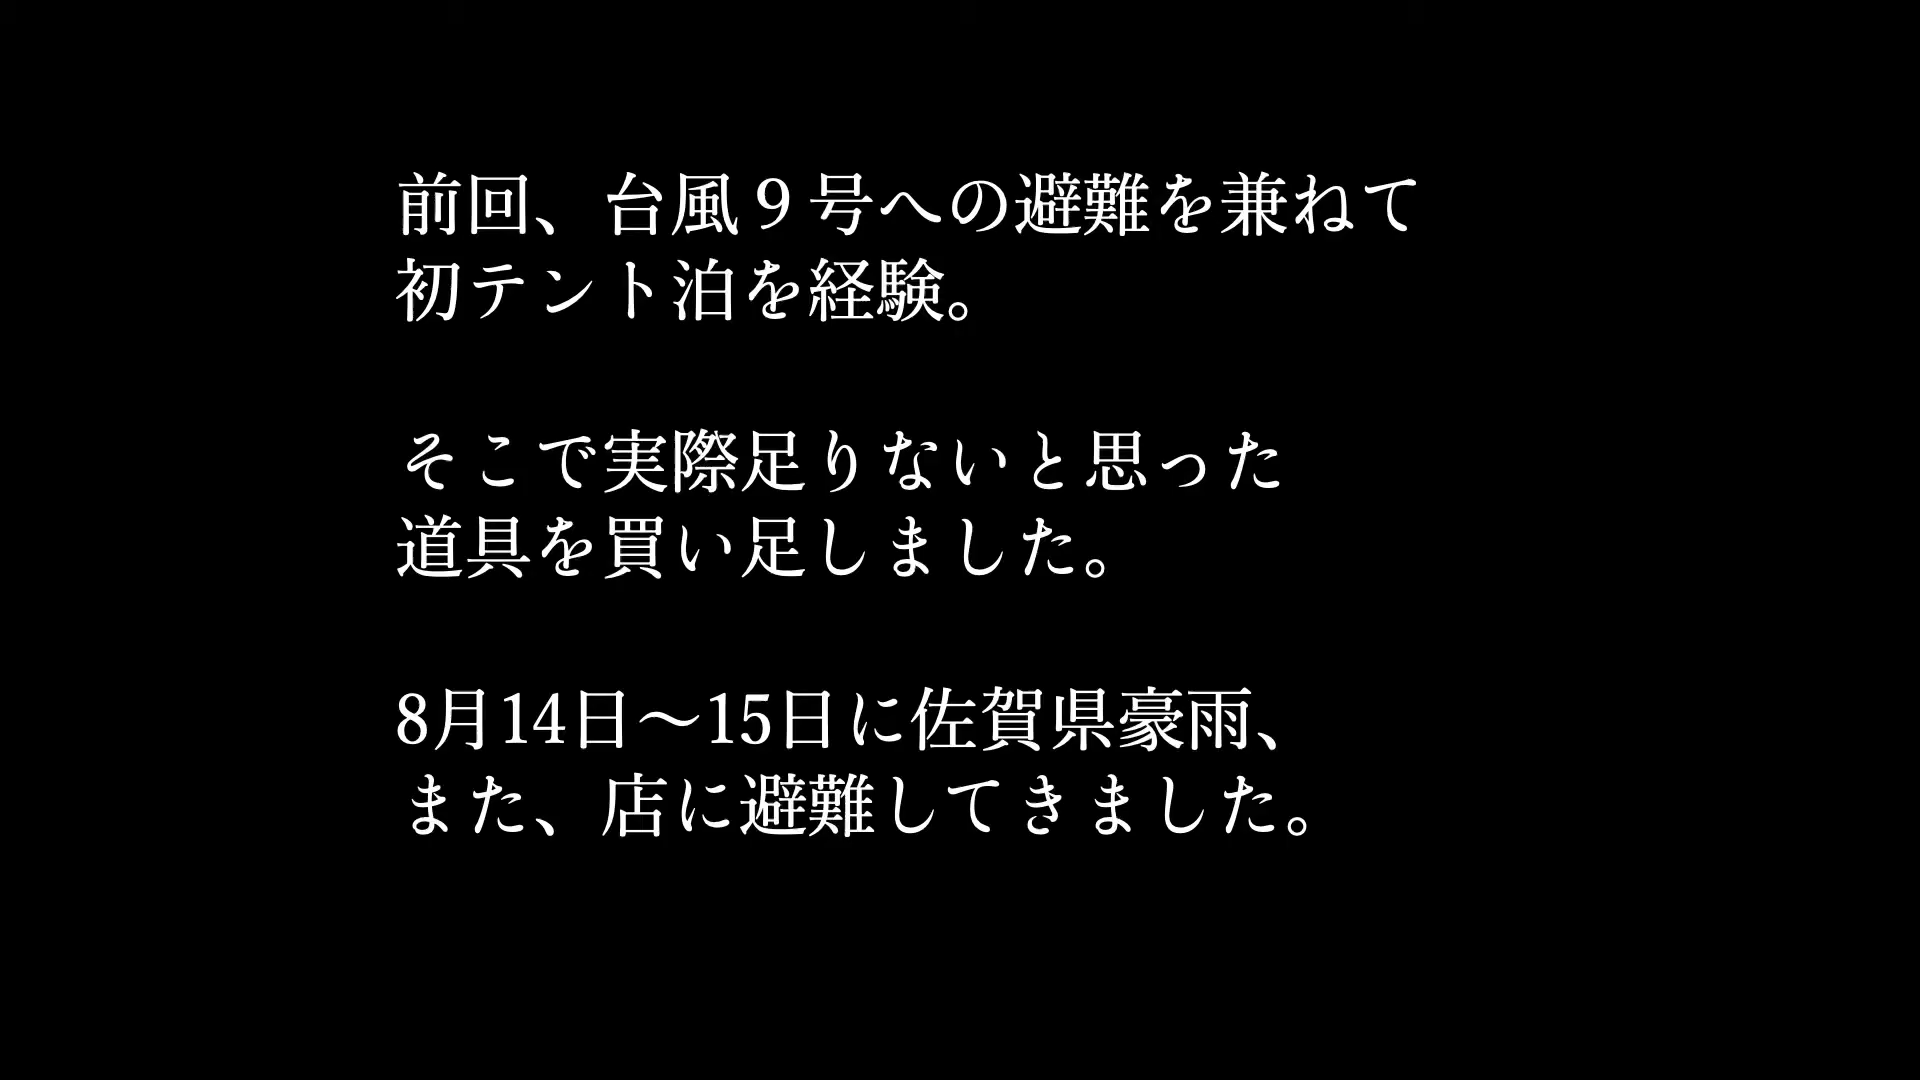 前回、台風９号への避難を兼ねて
初テント泊を経験。
そこで実際足りないと思った
道具を買い足しました。
8月14日〜15日に佐賀県豪雨、
また、店に避難してきました。